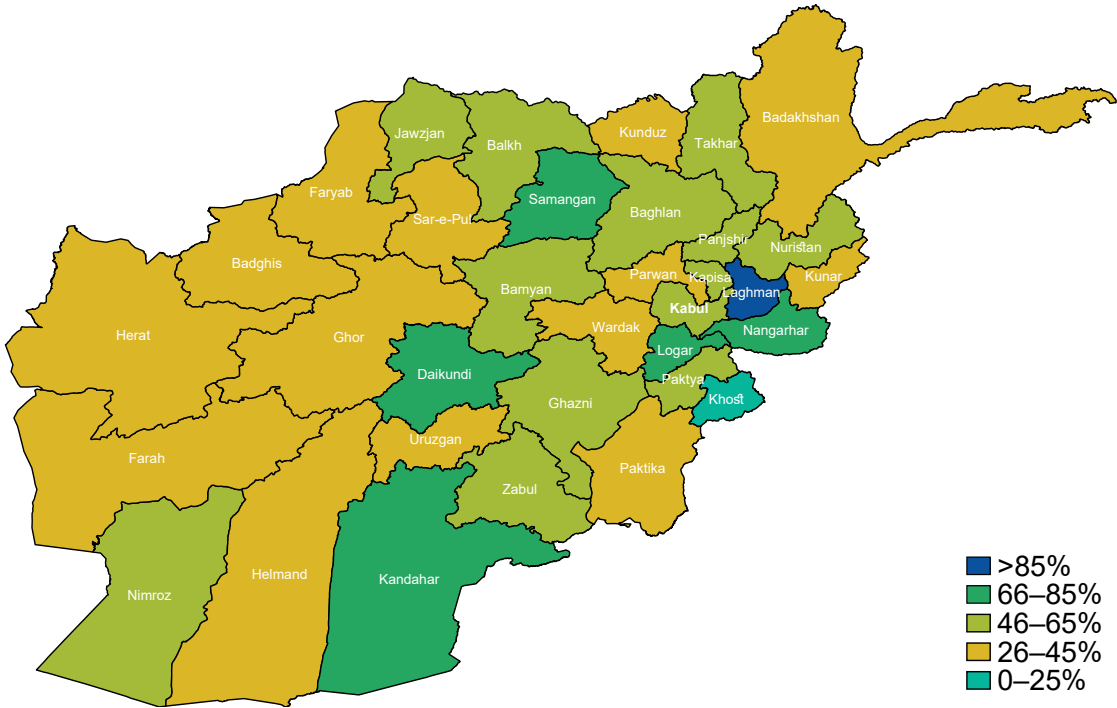 Badakhshan
Jawzjan
Kunduz
Takhar
Balkh
Faryab
Samangan
Baghlan
Sar-e-Pul
Panjshir
Nuristan
Badghis
Parwan
Kapisa
Kunar
Bamyan
Laghman
Kabul
Herat
Ghor
Wardak
Nangarhar
Logar
Daikundi
Paktya
Khost
Ghazni
Uruzgan
Farah
Paktika
Zabul
Helmand
Kandahar
Nimroz
>85%
66–85%
46–65%
26–45%
0–25%